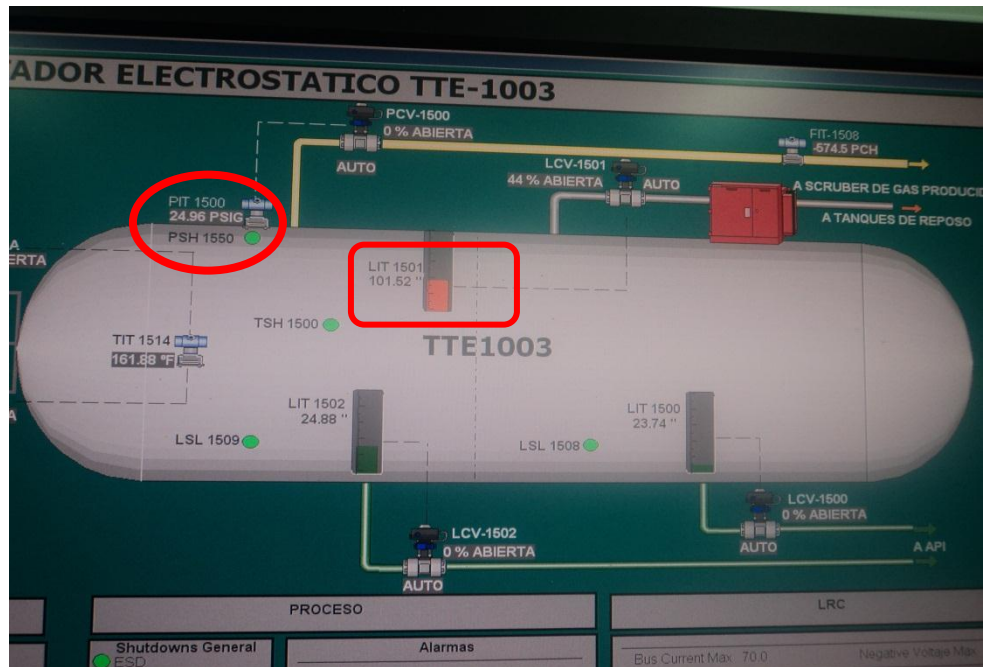 ADOR ELECTROSTATICO TTE-1003
PCV-1500
0 % ABIERTA
AUTO
FIT-1508
-574.5 PCH
LCV-1501
44 % ABIERTA
AUTO
A SCRUBER DE GAS PRODUCID
A TANQUES DE REPOSO
PIT 1500
24.96 PSIG
PSH 1550
A
ERTA
LIT 1501
101.52 "
TSH 1500
TIT 1514
161.88 ºF
TTE1003
A
LIT 1502
24.88 "
LIT 1500
23.74 "
LSL 1509
LSL 1508
LCV-1500
0 % ABIERTA
AUTO
A API
LCV-1502
0 % ABIERTA
AUTO
PROCESO
LRC
Shutdowns General
Alarmas
ESD
Bus Current Max 70.0
Negative Voltaje Max